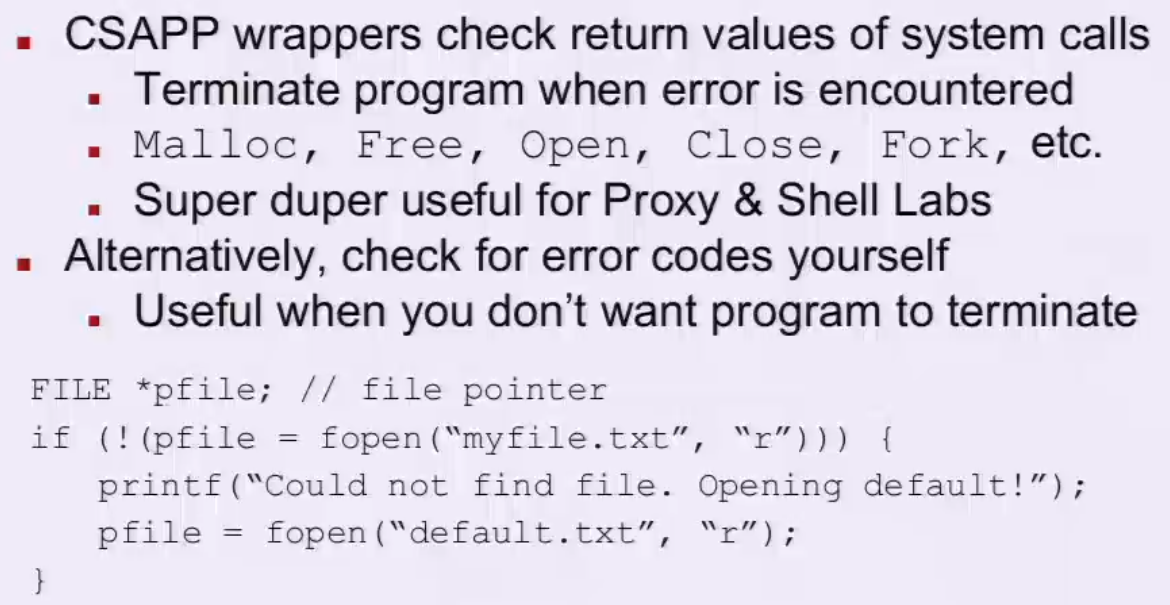 ▪ CSAPP wrappers check return values of system calls
▪ Terminate program when error is encountered
▪ Malloc, Free, Open, Close, Fork, etc.
▪ Super duper useful for Proxy & Shell Labs
▪ Alternatively, check for error codes yourself
▪ Useful when you don’t want program to terminate
FILE *pfile; // file pointer
if (!(pfile = fopen(“myfile.txt”, “r”))) {
printf(“Could not find file. Opening default!”);
pfile = fopen(“default.txt”, “r”);
}